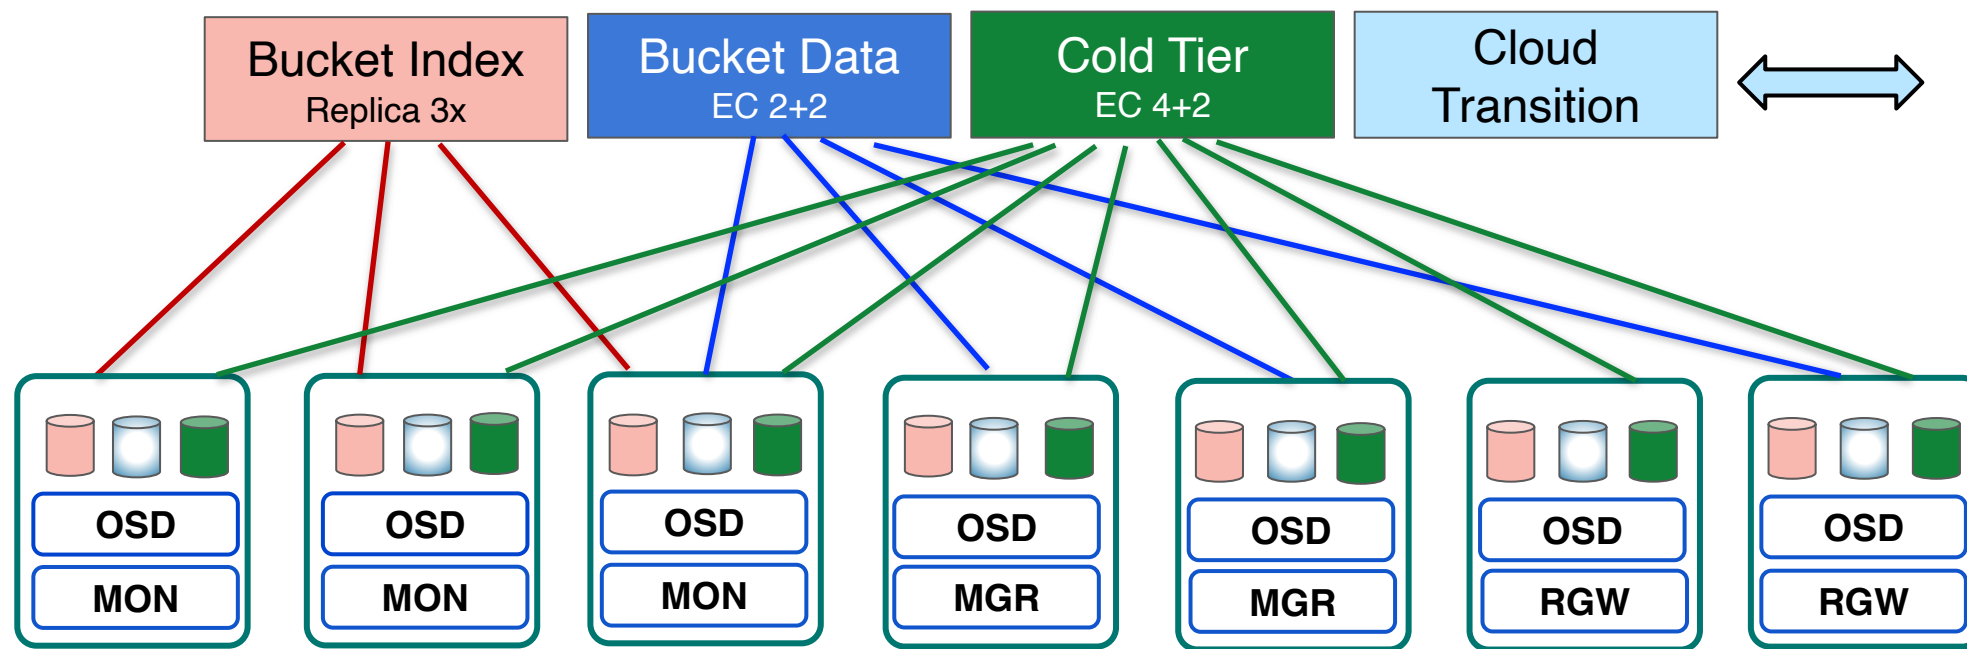 Bucket Index
Replica 3x
Bucket Data
EC 2+2
Cold Tier
EC 4+2
Cloud
Transition
OSD
MON
OSD
MON
OSD
MON
OSD
MGR
OSD
MGR
OSD
RGW
OSD
RGW